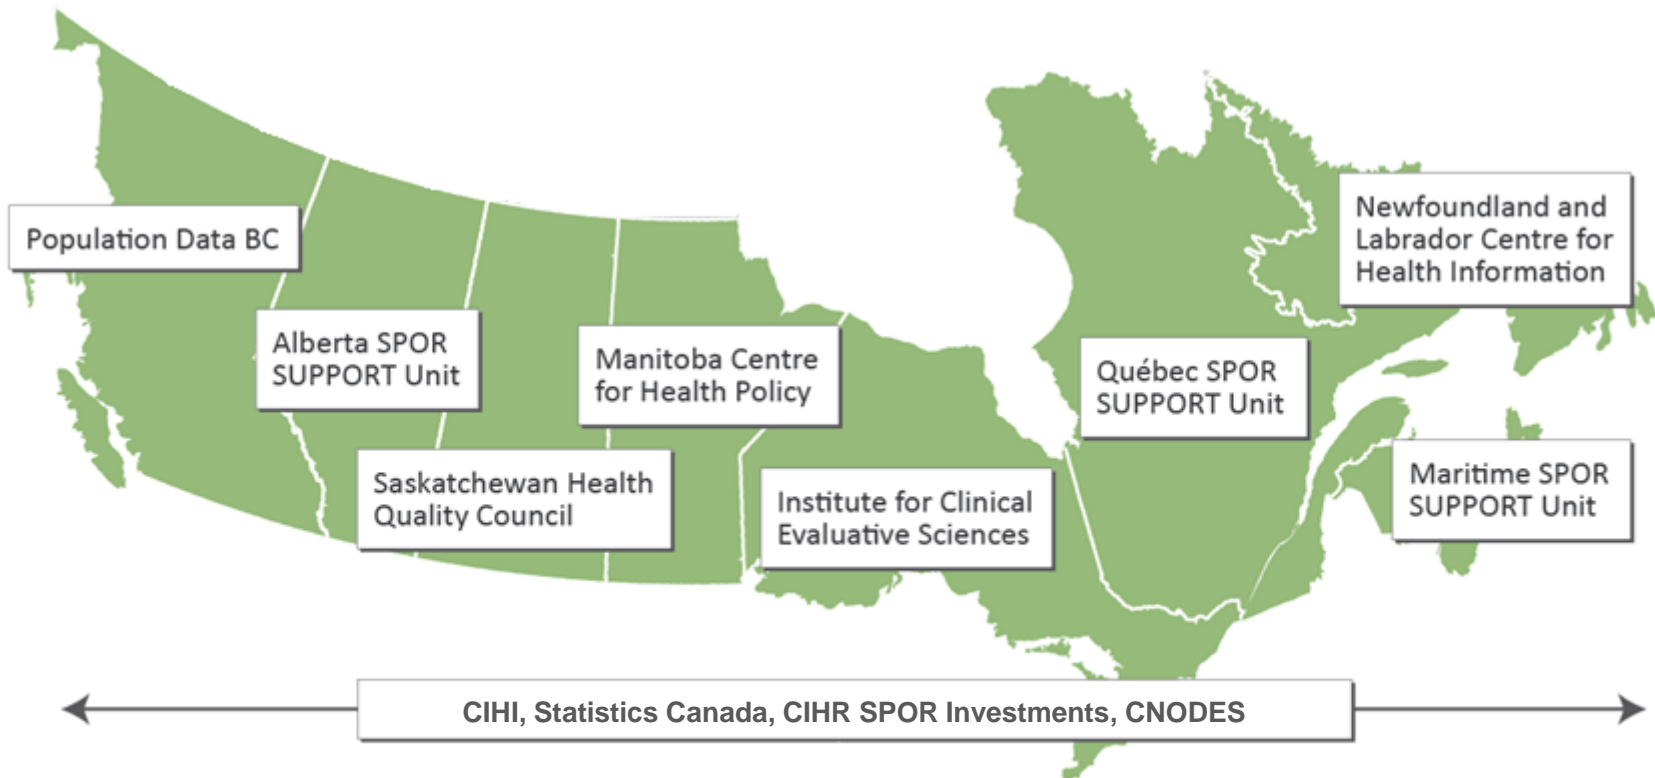 Population Data BC
Alberta SPOR
SUPPORT Unit
Saskatchewan Health
Quality Council
Manitoba Centre
for Health Policy
Institute for Clinical
Evaluative Sciences
Québec SPOR
SUPPORT Unit
Newfoundland and
Labrador Centre for
Health Information
Maritime SPOR
SUPPORT Unit
CIHI, Statistics Canada, CIHR SPOR Investments, CNODES